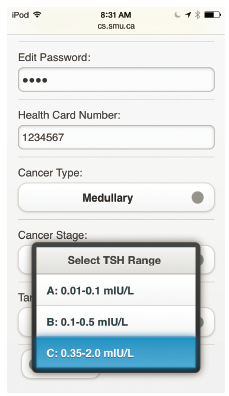 iPod 8:31 AM
cs.smu.ca
Edit Password:
••••
Health Card Number:
1234567
Cancer Type:
Medullary
Cancer Stage:
Select TSH Range
A: 0.01-0.1 mIU/L
Tar
B: 0.1-0.5 mIU/L
C: 0.35-2.0 mIU/L